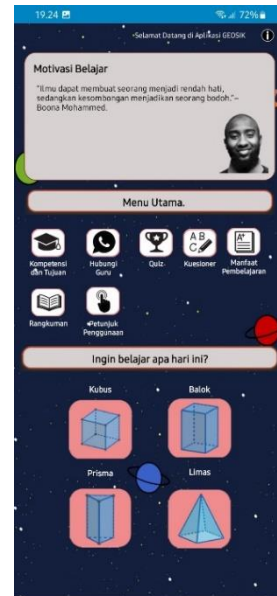 19.24
72%
-Selamat Datang di Aplikasi GEOSIK
Motivasi Belajar
"Ilmu dapat membuat seorang menjadi rendah hati,
sedangkan kesombongan menjadikan seorang bodoh."–
Boona Mohammed.
Menu Utama.
Kompetensi
dan Tujuan
Hubungi
Guru
Quiz
Kuesioner
Manfaat
Pembelajaran
Rangkuman
Petunjuk
Penggunaan
Ingin belajar apa hari ini?
Kubus
Balok
Prisma
Limas